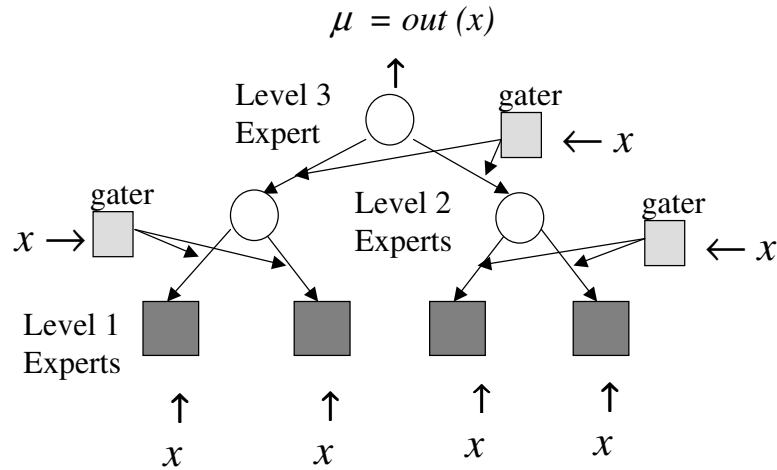 μ = out (x)
Level 3
Expert
gater
← x
gater
x →
Level 2
Experts
gater
← x
Level 1
Experts
x
x
x
x